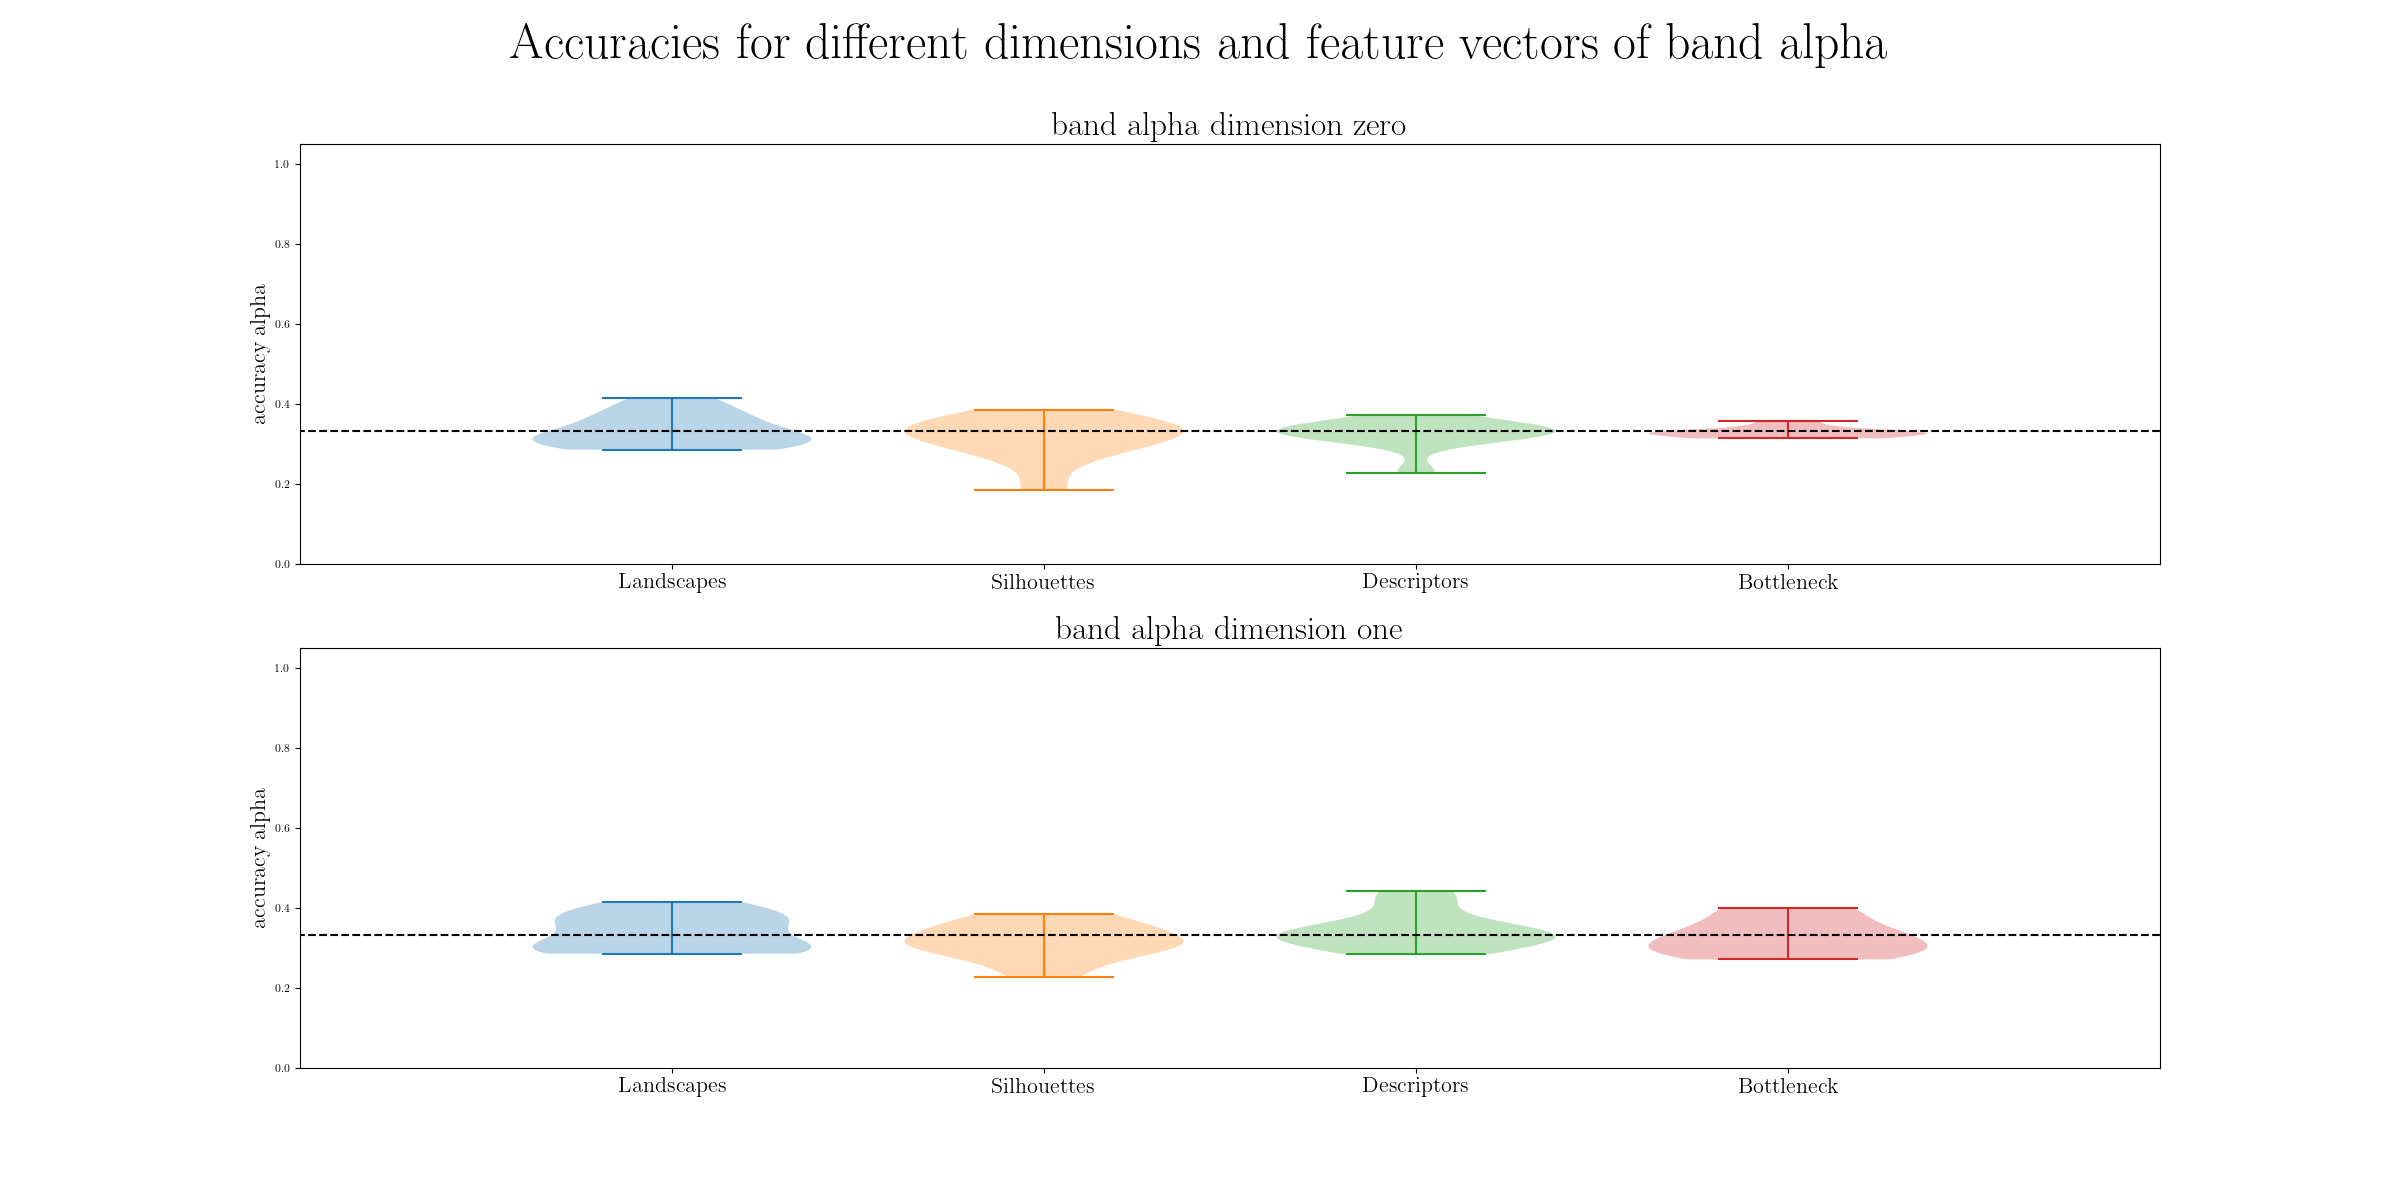 Accuracies for different dimensions and feature vectors of band alpha
band alpha dimension zero
1.0
0.8
0.6
0.4
0.2
0.0
accuracy alpha
Landscapes Silhouettes Descriptors Bottleneck
band alpha dimension one
1.0
0.8
0.6
0.4
0.2
0.0
accuracy alpha
Landscapes Silhouettes Descriptors Bottleneck